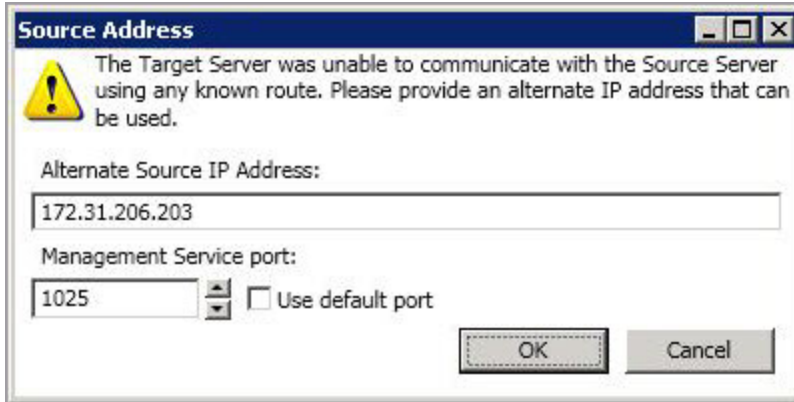 Source Address
The Target Server was unable to communicate with the Source Server
using any known route. Please provide an alternate IP address that can
be used.
Alternate Source IP Address:
172.31.206.203
Management Service port:
1025
Use default port
OK
Cancel